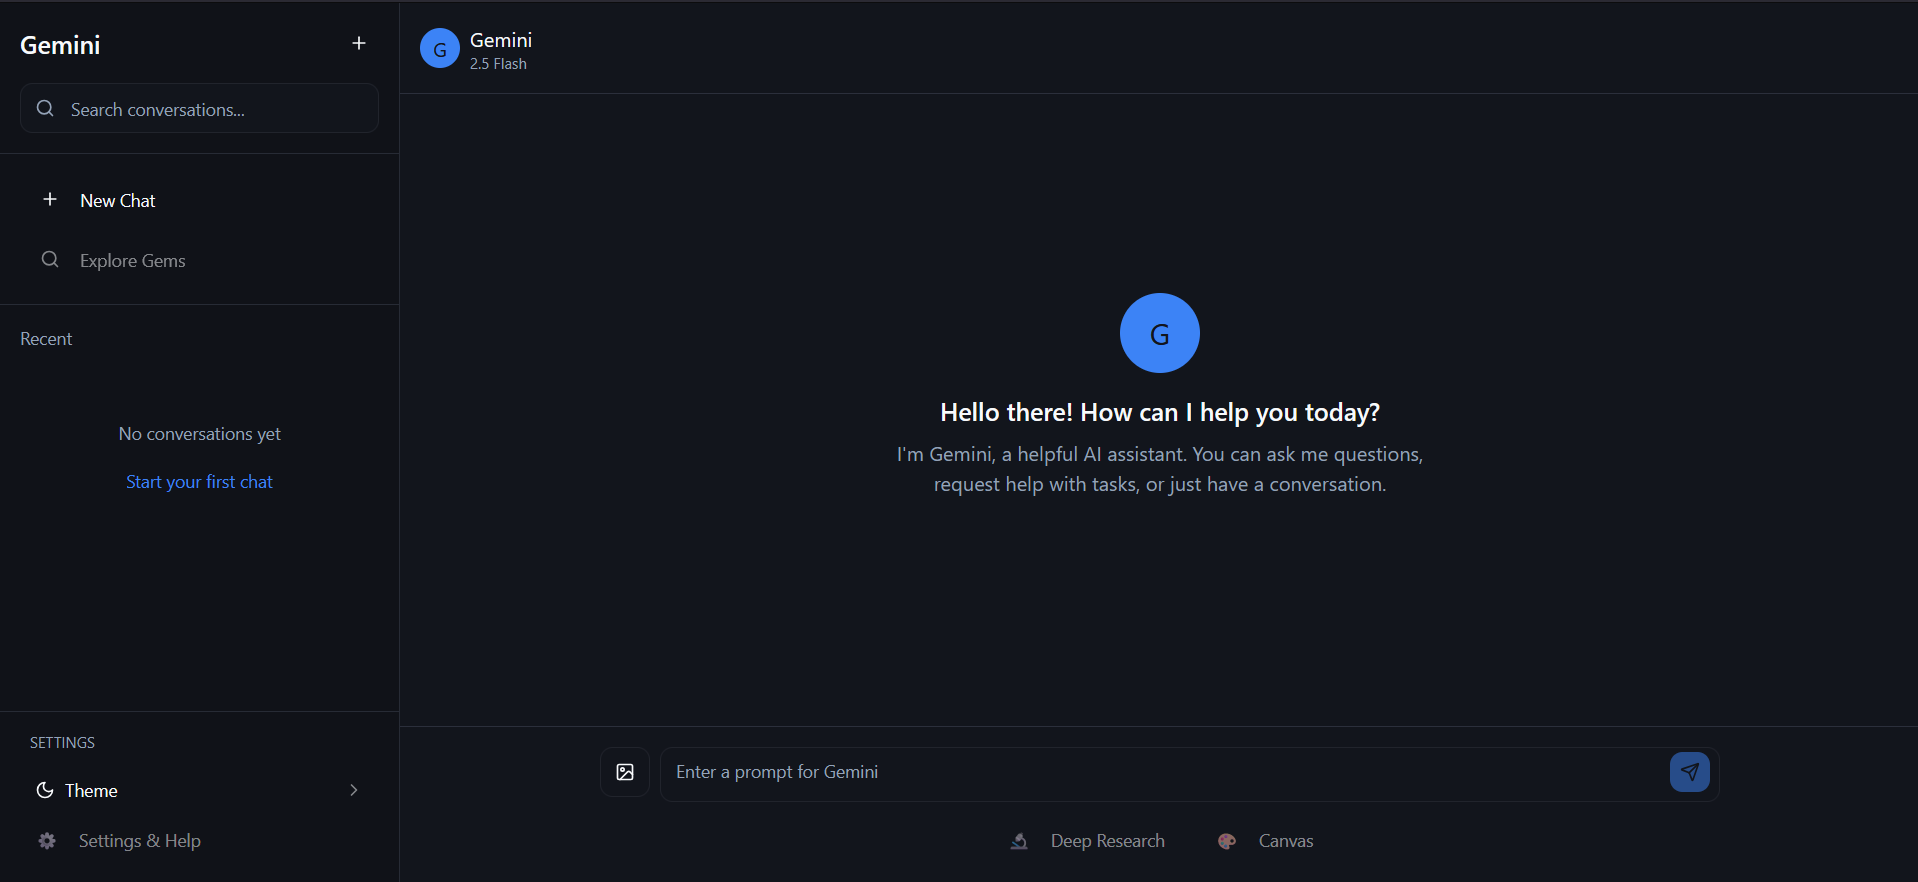 Gemini
Search conversations...
New Chat
Explore Gems
Recent
No conversations yet
Start your first chat
SETTINGS
Theme
Settings & Help
G
Gemini
2.5 Flash
G
Hello there! How can I help you today?
I'm Gemini, a helpful AI assistant. You can ask me questions,
request help with tasks, or just have a conversation.
Enter a prompt for Gemini
Deep Research
Canvas